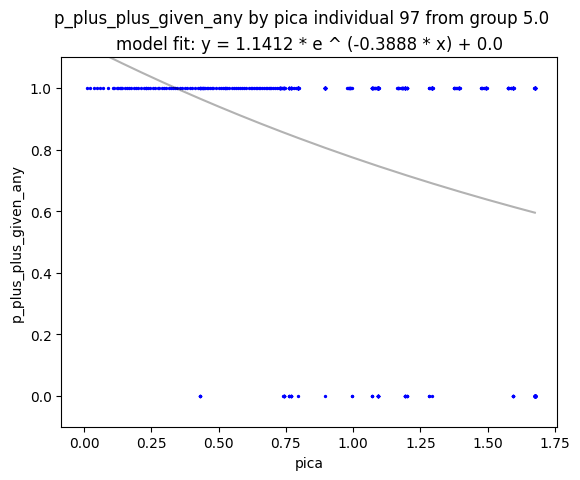 p_plus_plus_given_any by pica individual 97 from group 5.0
model fit: y = 1.1412 * e ^ (-0.3888 * x) + 0.0
1.0
0.8
0.6
0.4
0.2
0.0
p_plus_plus_given_any
0.00 0.25 0.50 0.75 1.00 1.25 1.50 1.75
pica